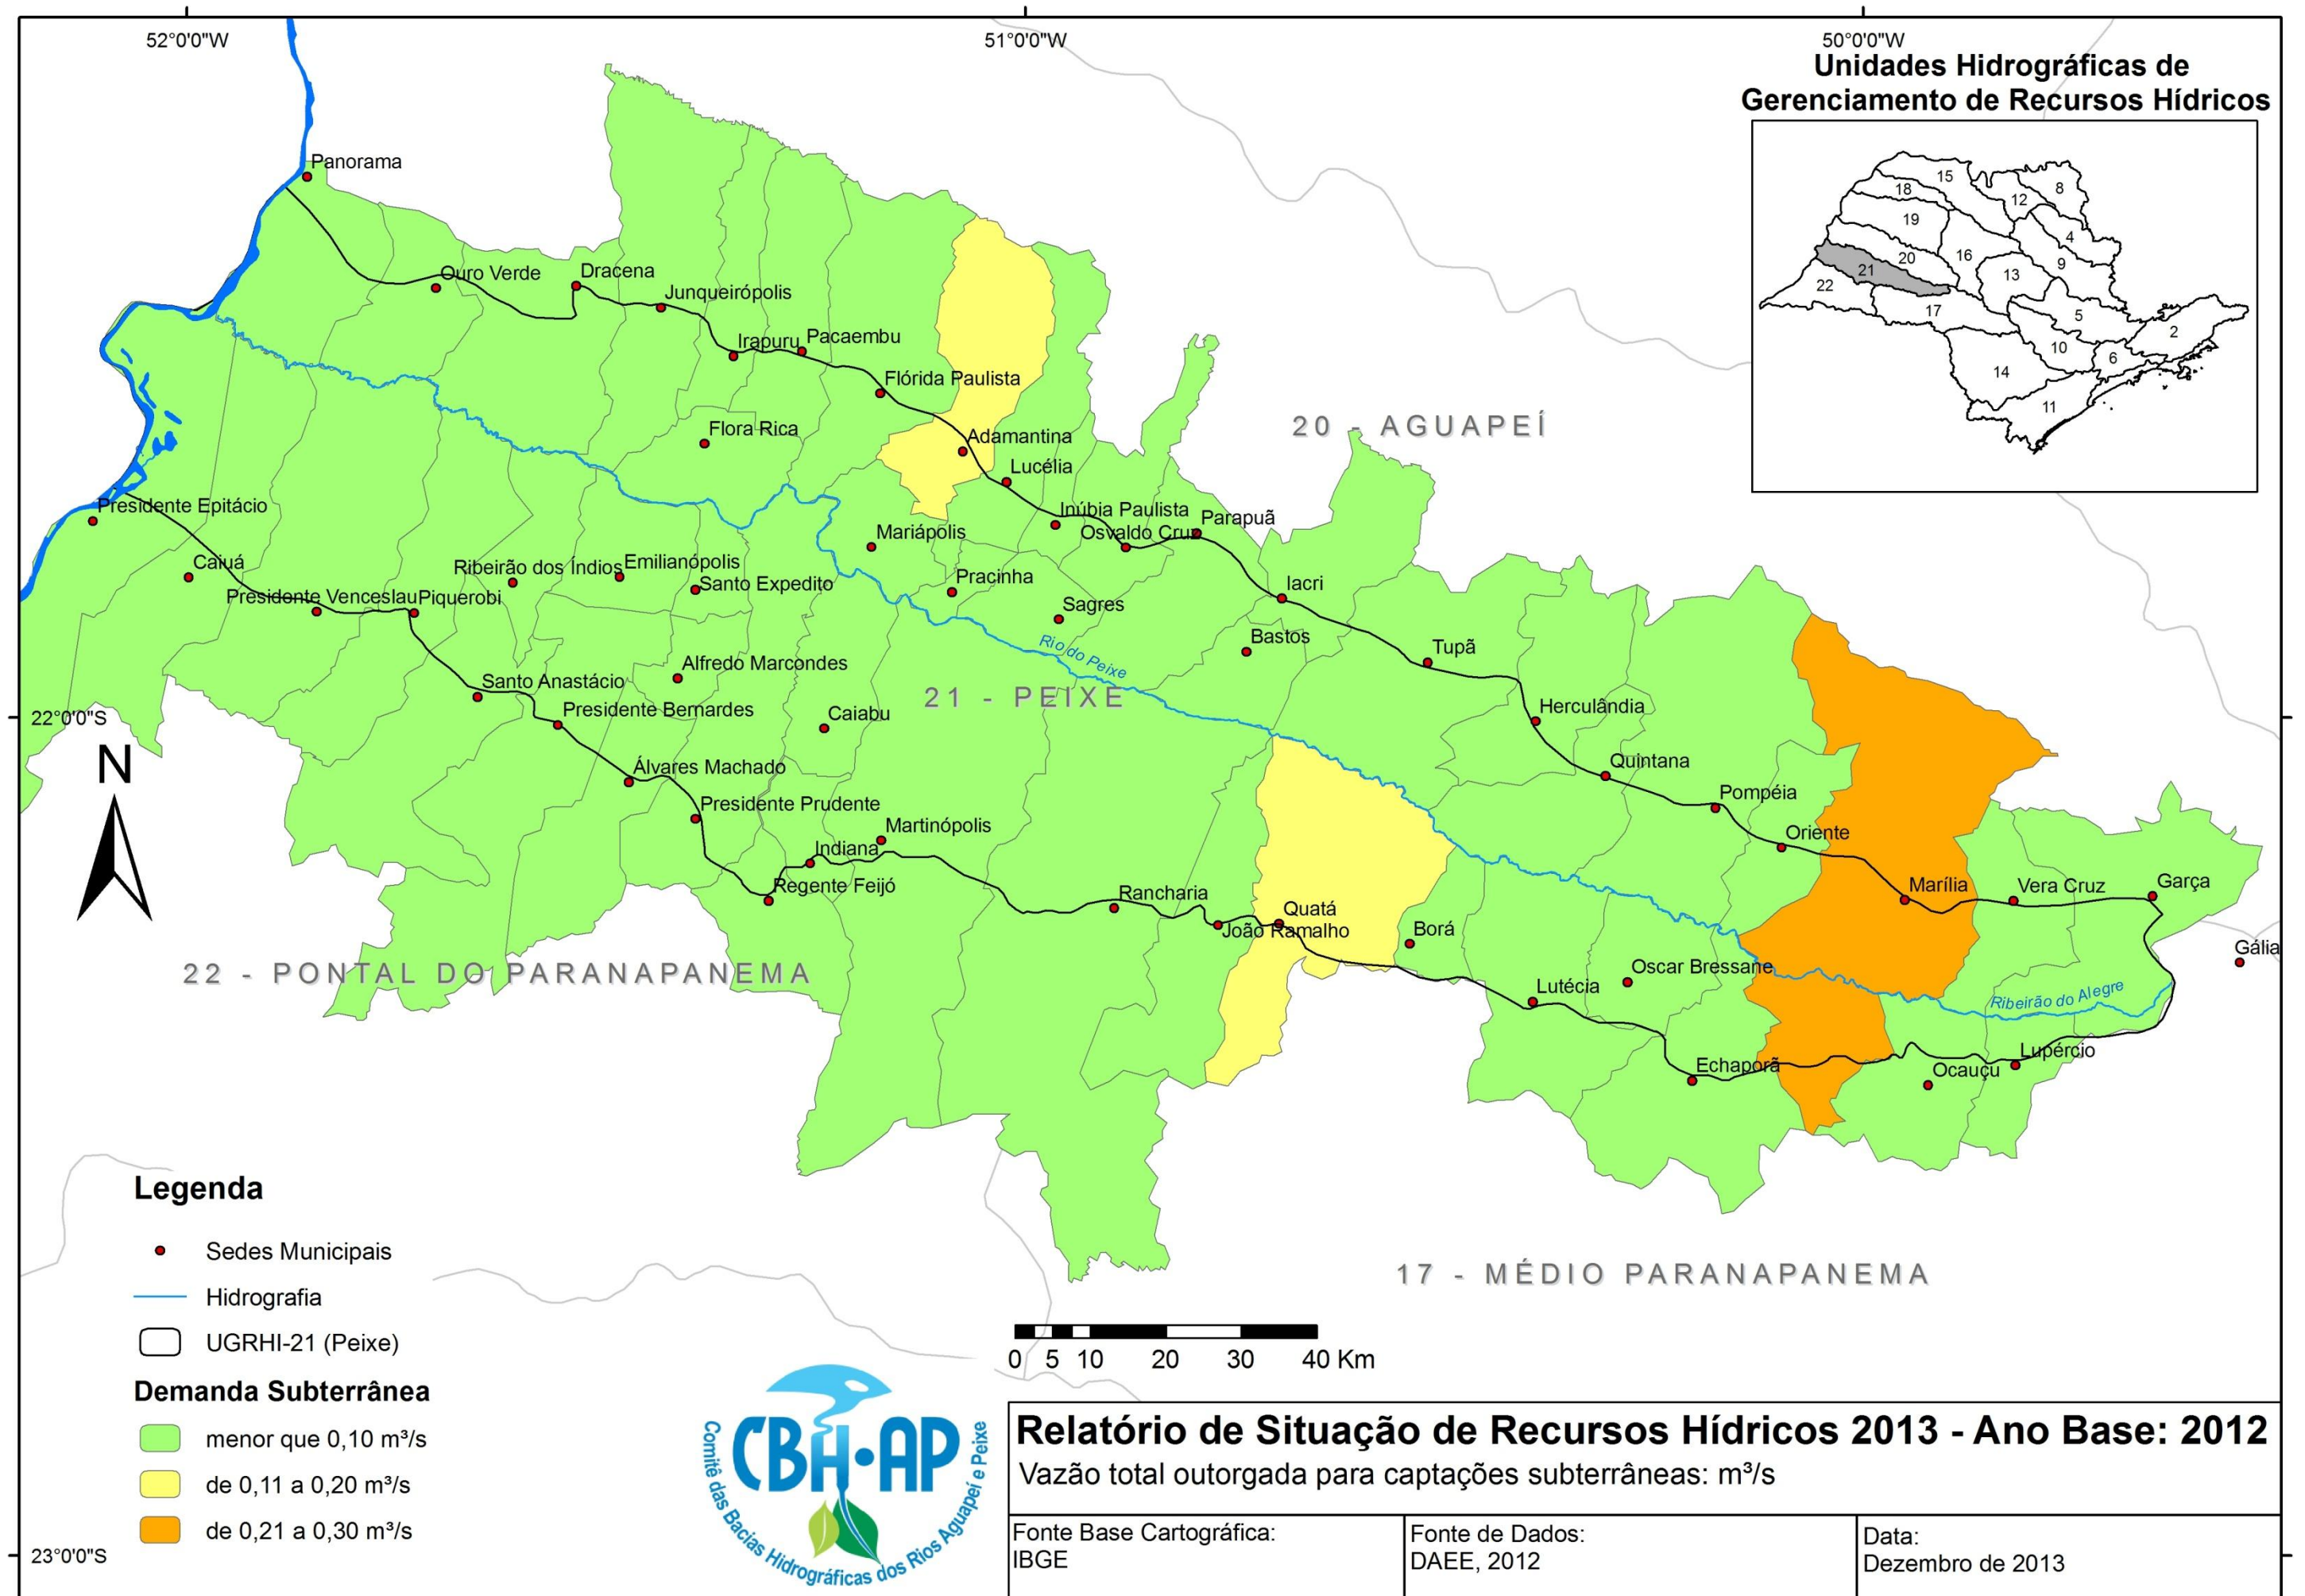 52°0'0"W
51°0'0"W
50°0'0"W
Unidades Hidrográficas de
Gerenciamento de Recursos Hídricos
15
18
8
12
19
4
16
20
9
21
13
22
17
5
2
10
6
14
11
Panorama
Ouro Verde
Dracena
Junqueirópolis
Irapuru
Pacaembu
Flórida Paulista
Flora Rica
Adamantina
20 - AGUAPEÍ
Lucélia
Presidente Epitácio
Inúbia Paulista
Parapuã
Osvaldo Cruz
Mariápolis
Caiuá
Ribeirão dos Índios
Emilianópolis
Santo Expedito
Pracinha
Iacri
Presidente Venceslau
Piquerobi
Sagres
Bastos
Rio do Peixe
Tupã
Alfredo Marcondes
Santo Anastácio
21 - PEIXE
Presidente Bernardes
Caiabu
Herculândia
22°0'0"S
N
Álvares Machado
Quintana
Presidente Prudente
Pompéia
Martinópolis
Oriente
Indiana
Regente Feijó
Rancharia
Marília
Vera Cruz
Garça
Quatá
João Ramalho
Borá
Gália
22 - PONTAL DO PARANAPANEMA
Oscar Bressane
Lutécia
Ribeirão do Alegre
Echaporã
Lupércio
Ocauçu
17 - MÉDIO PARANAPANEMA
Legenda
Sedes Municipais
Hidrografia
UGRHI-21 (Peixe)
Demanda Subterrânea
menor que 0,10 m³/s
de 0,11 a 0,20 m³/s
de 0,21 a 0,30 m³/s
23°0'0"S
0 5 10 20 30 40 Km
CBH•AP
Comitê das Bacias Hidrográficas dos Rios Aguapeí e Peixe
Relatório de Situação de Recursos Hídricos 2013 - Ano Base: 2012
Vazão total outorgada para captações subterrâneas: m³/s
Fonte Base Cartográfica:
IBGE
Fonte de Dados:
DAEE, 2012
Data:
Dezembro de 2013